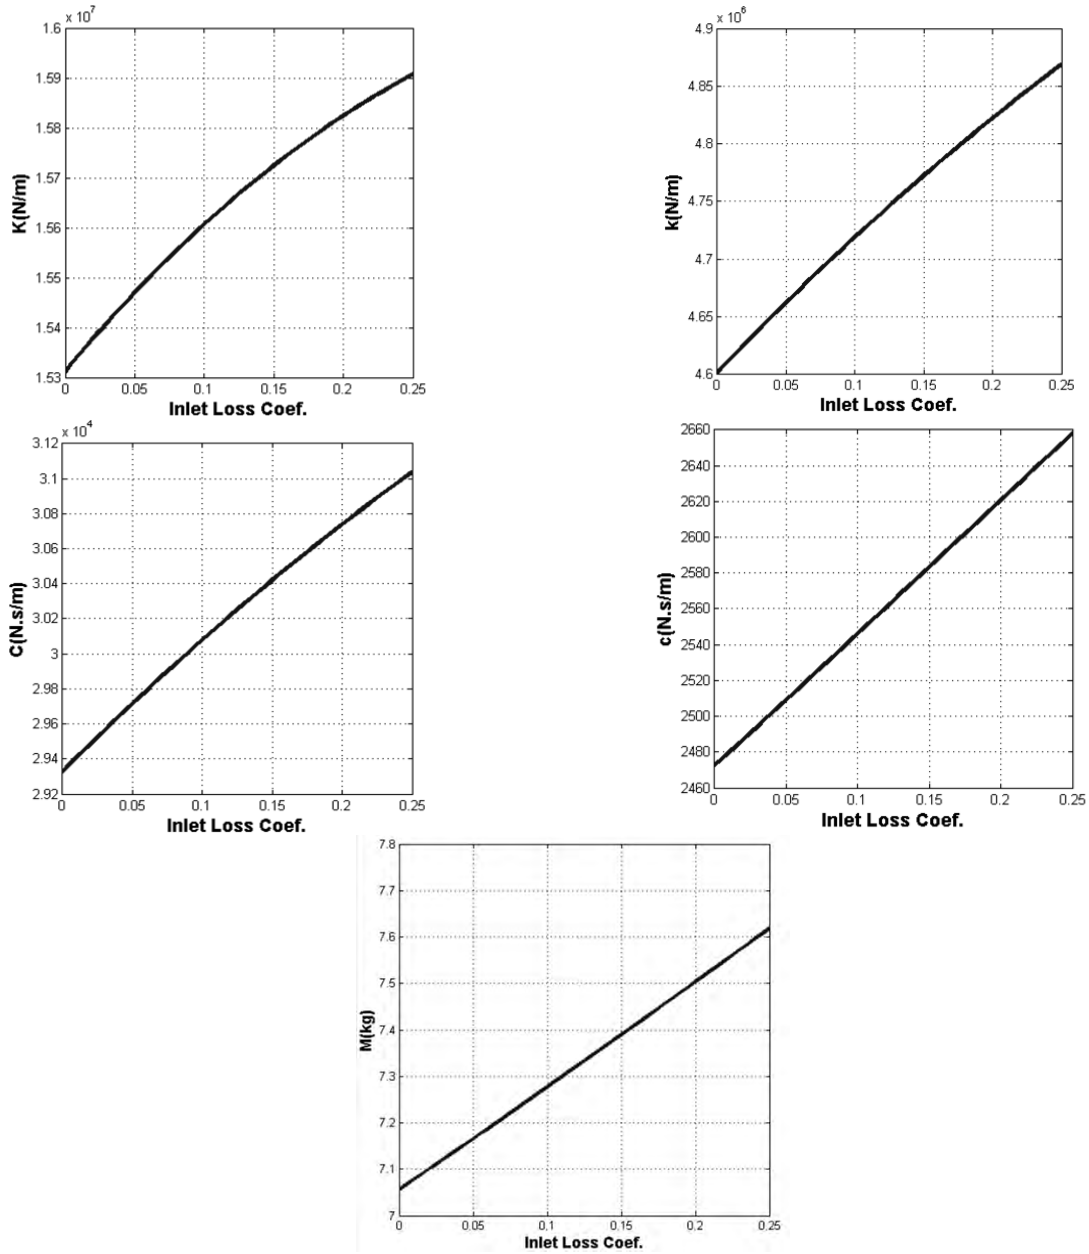 x 10^7
1.6
1.59
1.58
1.57
1.56
1.55
1.54
1.53
K(N/m)
0 0.05 0.1 0.15 0.2 0.25
Inlet Loss Coef.
x 10^6
4.9
4.85
4.8
4.75
4.7
4.65
4.6
k(N/m)
0 0.05 0.1 0.15 0.2 0.25
Inlet Loss Coef.
x 10^4
3.12
3.1
3.08
3.06
3.04
3.02
3
2.98
2.96
2.94
2.92
C(N.s/m)
0 0.05 0.1 0.15 0.2 0.25
Inlet Loss Coef.
2660
2640
2620
2600
2580
2560
2540
2520
2500
2480
2460
c(N.s/m)
0 0.05 0.1 0.15 0.2 0.25
Inlet Loss Coef.
7.8
7.7
7.6
7.5
7.4
7.3
7.2
7.1
7
M(kg)
0 0.05 0.1 0.15 0.2 0.25
Inlet Loss Coef.